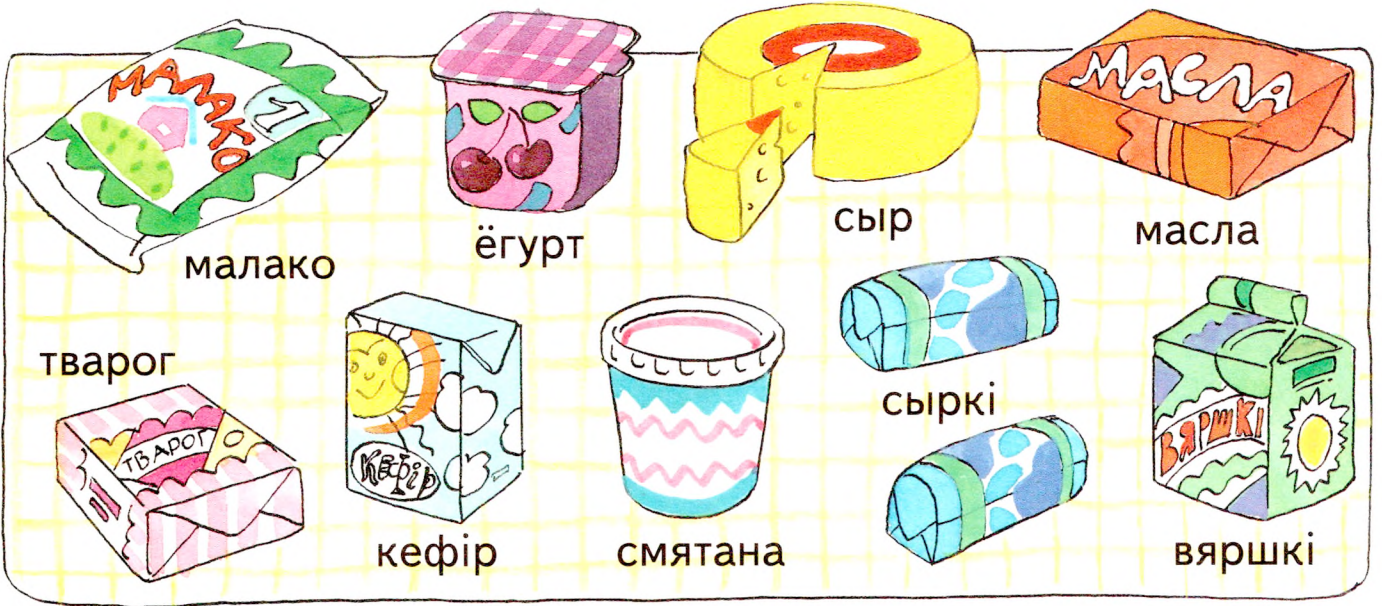 МАЛАКО
1
малако
ёгурт
сыр
МАСЛА
масла
тварог
ТВАРОГ
Кефір
кефір
смятана
сыркі
ВЯРШКІ
вяршкі